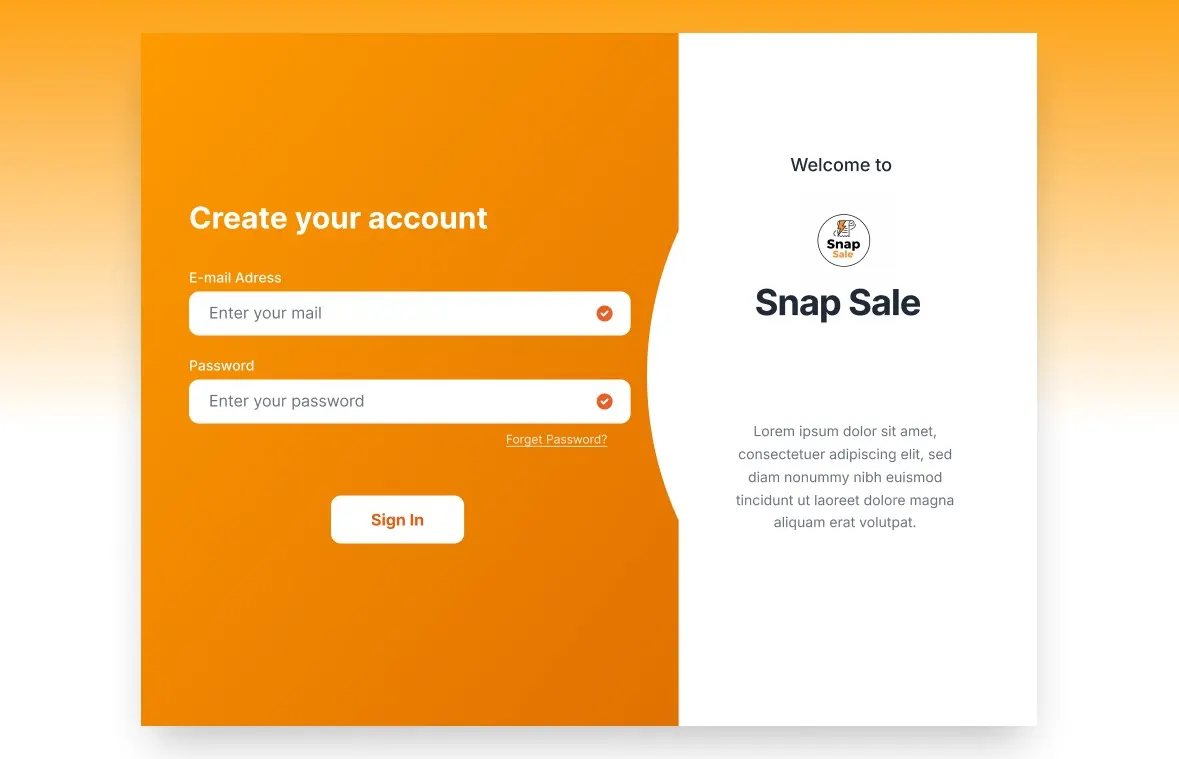 Create your account
E-mail Adress
Enter your mail
Password
Enter your password
Forget Password?
Sign In
Welcome to
Snap
Sale
Snap Sale
Lorem ipsum dolor sit amet,
consectetuer adipiscing elit, sed
diam nonummy nibh euismod
tincidunt ut laoreet dolore magna
aliquam erat volutpat.